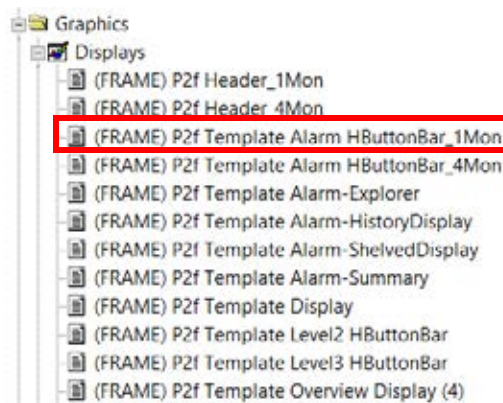 Graphics
Displays
(FRAME) P2f Header_1Mon
(FRAME) P2f Header_4Mon
(FRAME) P2f Template Alarm HButtonBar_1Mon
(FRAME) P2f Template Alarm HButtonBar_4Mon
(FRAME) P2f Template Alarm-Explorer
(FRAME) P2f Template Alarm-HistoryDisplay
(FRAME) P2f Template Alarm-ShelvedDisplay
(FRAME) P2f Template Alarm-Summary
(FRAME) P2f Template Display
(FRAME) P2f Template Level2 HButtonBar
(FRAME) P2f Template Level3 HButtonBar
(FRAME) P2f Template Overview Display (4)